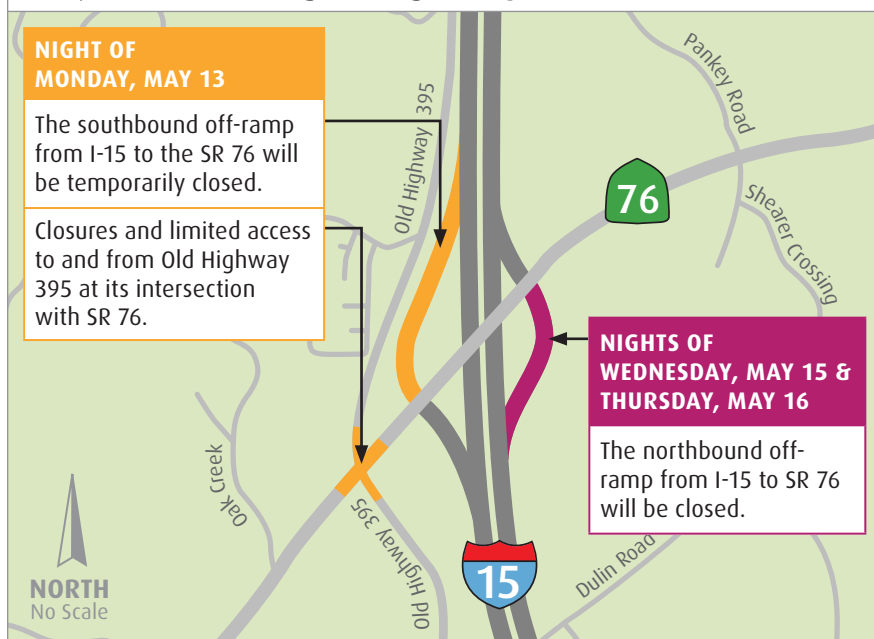 NIGHT OF
MONDAY, MAY 13
The southbound off-ramp
from I-15 to the SR 76 will
be temporarily closed.
Closures and limited access
to and from Old Highway
395 at its intersection
with SR 76.
Old Highway 395
Pankey Road
76
Shearer Crossing
NIGHTS OF
WEDNESDAY, MAY 15 &
THURSDAY, MAY 16
The northbound off-
ramp from I-15 to SR 76
will be closed.
Oak Creek
Old Highway 395
15
Dulin Road
NORTH
No Scale